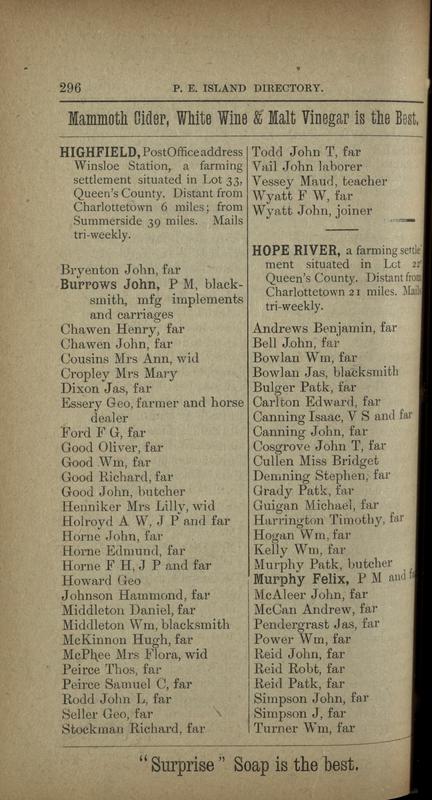 296
P. E. ISLAND DIRECTORY.
Mammoth Cider, White Wine & Malt Vinegar is the Best.
HIGHFIELD, Post Office address
Winsloe Station, a farming
settlement situated in Lot 33,
Queen's County. Distant from
Charlottetown 6 miles; from
Summerside 39 miles. Mails
tri-weekly.
Bryenton John, far
Burrows John, P M, black-
smith, mfg implements
and carriages
Chawen Henry, far
Chawen John, far
Cousins Mrs Ann, wid
Cropley Mrs Mary
Dixon Jas, far
Essery Geo, farmer and horse
dealer
Ford F G, far
Good Oliver, far
Good Wm, far
Good Richard, far
Good John, butcher
Henniker Mrs Lilly, wid
Holroyd A W, J P and far
Horne John, far
Horne Edmund, far
Horne F H, J P and far
Howard Geo
Johnson Hammond, far
Middleton Daniel, far
Middleton Wm, blacksmith
McKinnon Hugh, far
McPhee Mrs Flora, wid
Peirce Thos, far
Peirce Samuel C, far
Rodd John L, far
Seller Geo, far
Stockman Richard, far
Todd John T, far
Vail John laborer
Vessey Maud, teacher
Wyatt F W, far
Wyatt John, joiner
HOPE RIVER, a farming settle
ment situated in Lot 22
Queen's County. Distant from
Charlottetown 21 miles. Mails
tri-weekly.
Andrews Benjamin, far
Bell John, far
Bowlan Wm, far
Bowlan Jas, blacksmith
Bulger Patk, far
Carlton Edward, far
Canning Isaac, V S and far
Canning John, far
Cosgrove John T, far
Cullen Miss Bridget
Demning Stephen, far
Grady Patk, far
Guigan Michael, far
Harrington Timothy, far
Hogan Wm, far
Kelly Wm, far
Murphy Patk, butcher
Murphy Felix, P M and
McAleer John, far
McCan Andrew, far
Pendergrast Jas, far
Power Wm, far
Reid John, far
Reid Robt, far
Reid Patk, far
Simpson John, far
Simpson J, far
Turner Wm, far
"Surprise" Soap is the best.